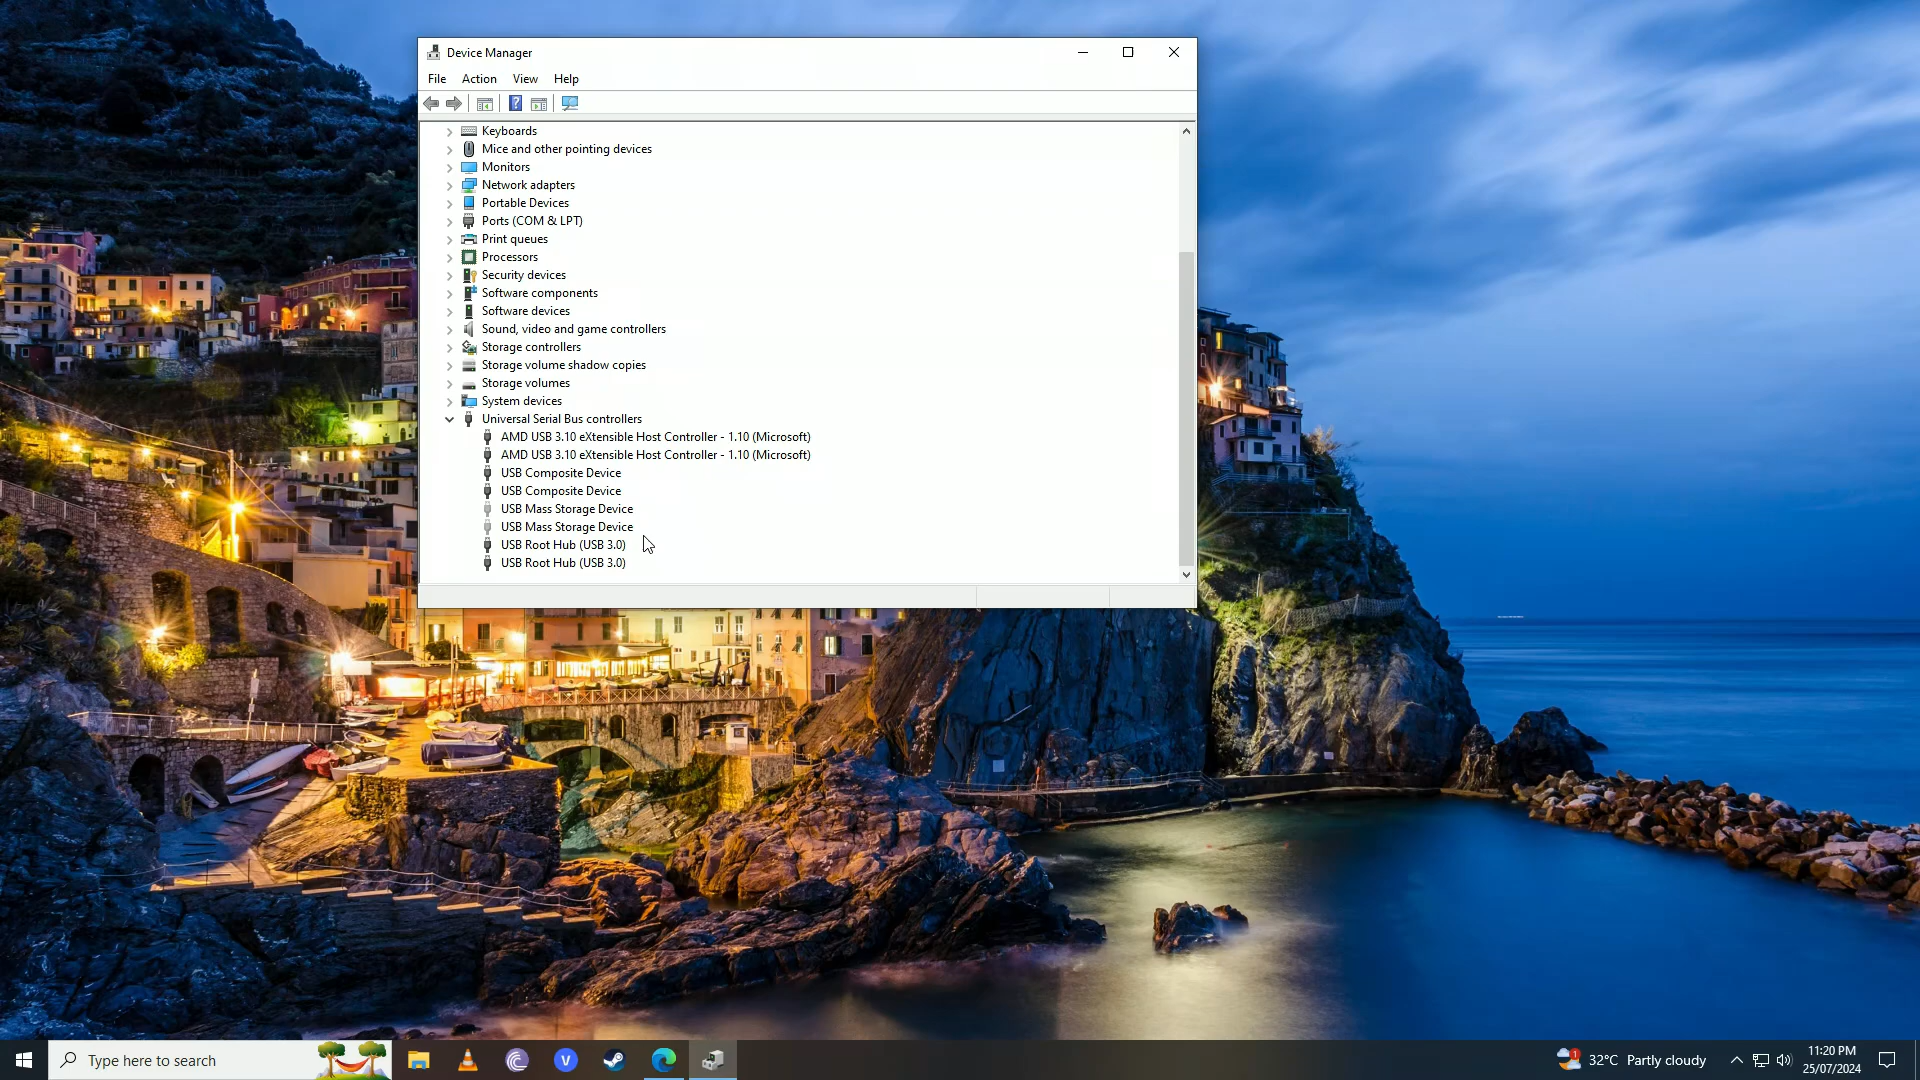 Device Manager
File Action View Help
Keyboards
Mice and other pointing devices
Monitors
Network adapters
Portable Devices
Ports (COM & LPT)
Print queues
Processors
Security devices
Software components
Software devices
Sound, video and game controllers
Storage controllers
Storage volume shadow copies
Storage volumes
System devices
Universal Serial Bus controllers
AMD USB 3.10 eXtensible Host Controller - 1.10 (Microsoft)
AMD USB 3.10 eXtensible Host Controller - 1.10 (Microsoft)
USB Composite Device
USB Composite Device
USB Mass Storage Device
USB Mass Storage Device
USB Root Hub (USB 3.0)
USB Root Hub (USB 3.0)
Type here to search
V
1
32°C Partly cloudy
11:20 PM
25/07/2024